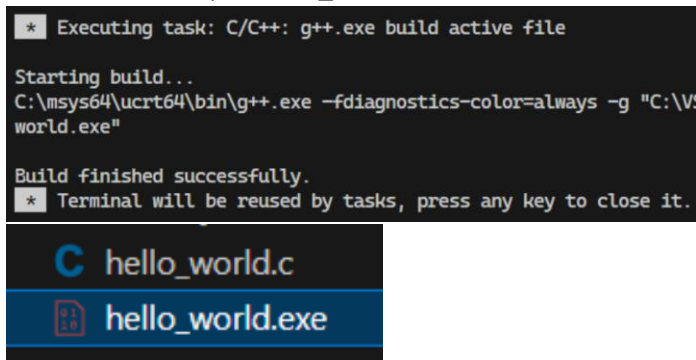 * Executing task: C/C++: g++.exe build active file
Starting build...
C:\msys64\ucrt64\bin\g++.exe -fdiagnostics-color=always -g "C:\VS
world.exe"
Build finished successfully.
* Terminal will be reused by tasks, press any key to close it.
C hello_world.c
hello_world.exe